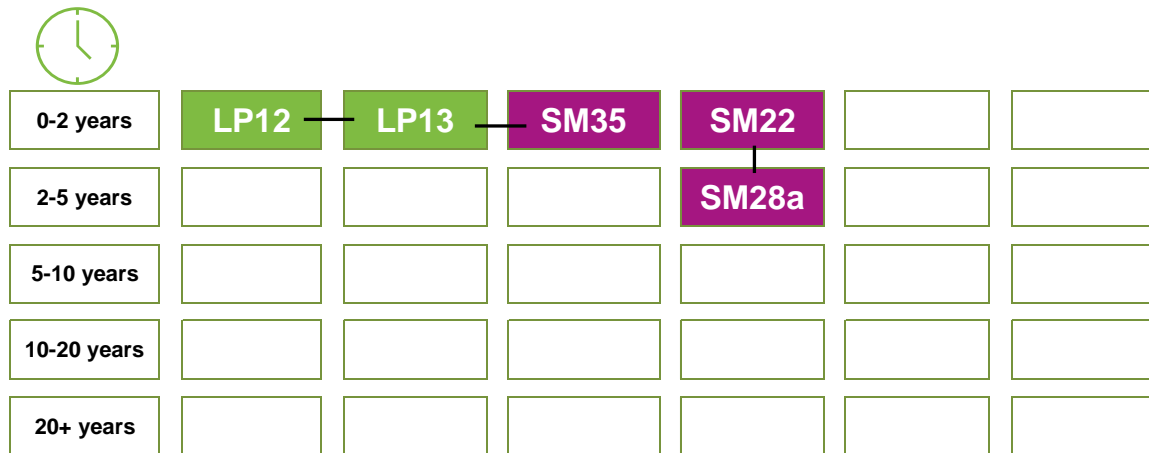 0-2 years LP12 LP13 SM35 SM22
2-5 years SM28a
5-10 years
10-20 years
20+ years